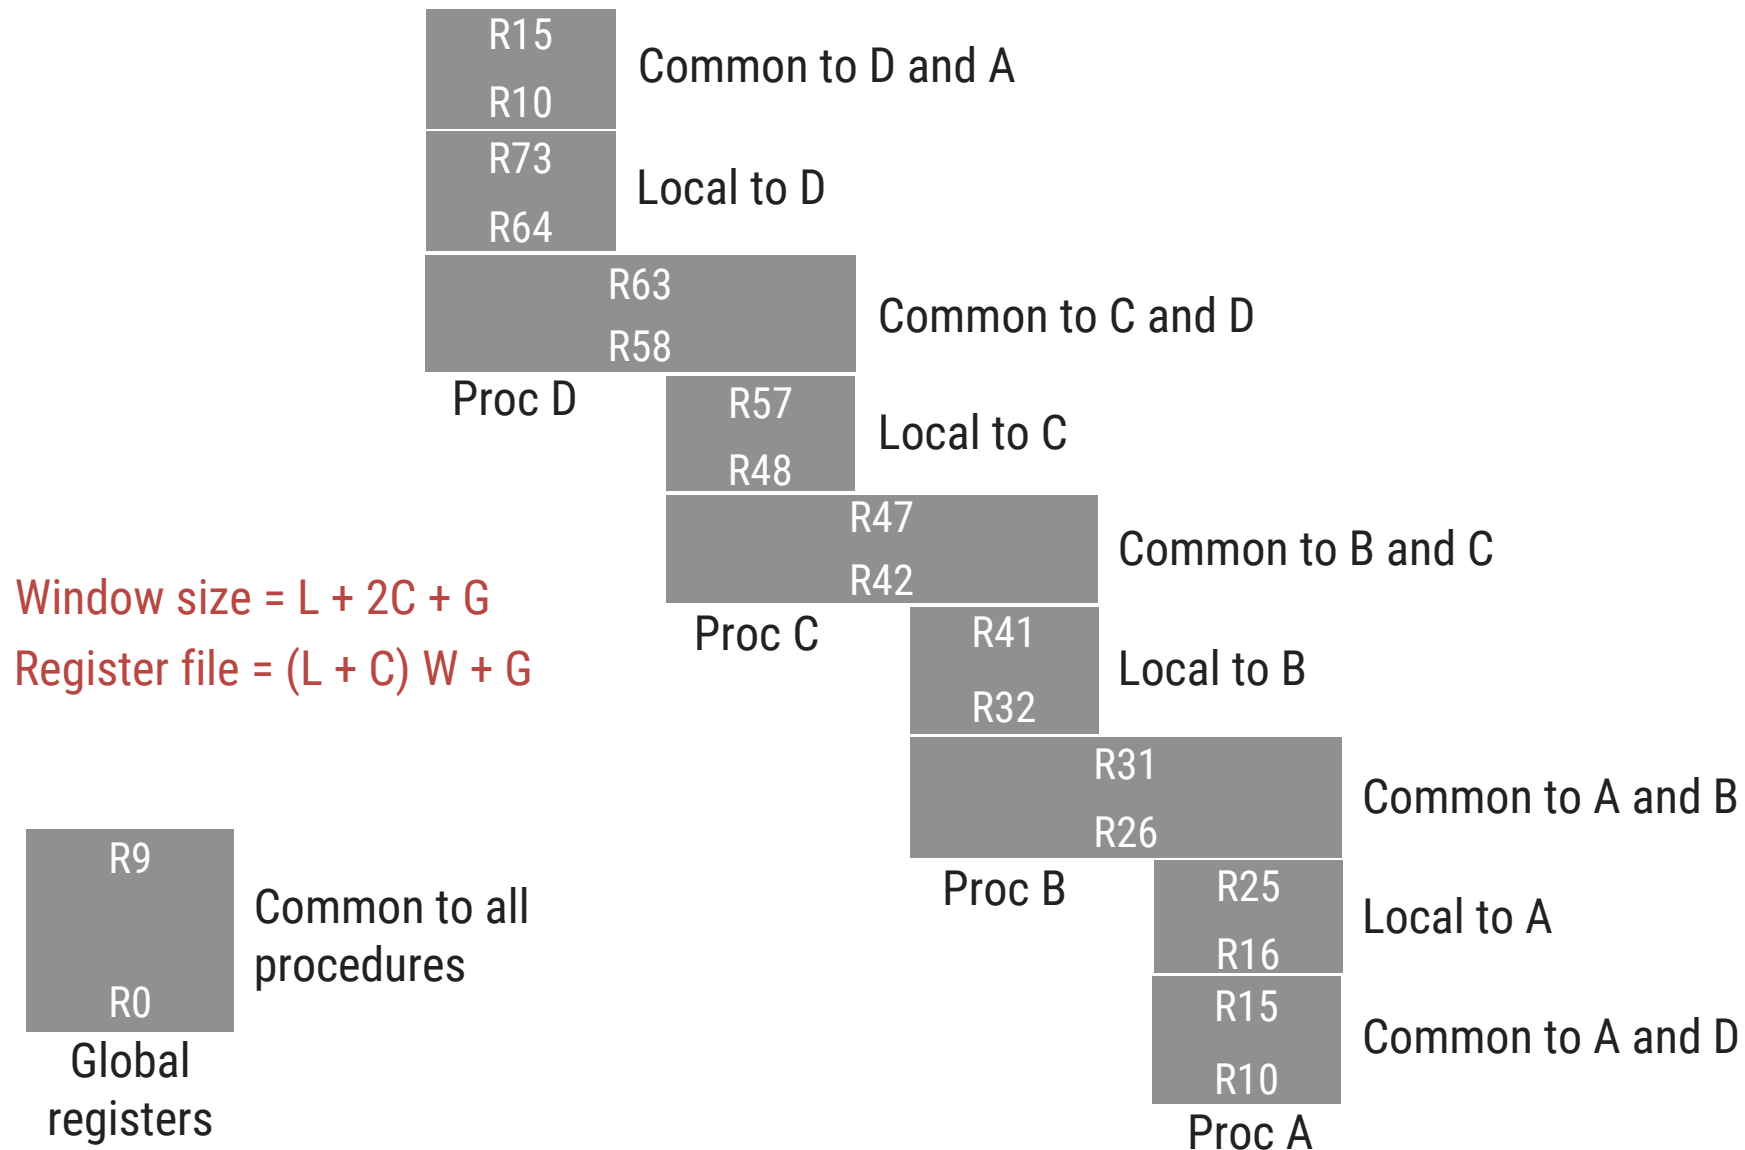 R15
Common to D and A
R10
R73
Local to D
R64
R63
Common to C and D
R58
Proc D
R57
Local to C
R48
R47
Common to B and C
R42
Window size = L + 2C + G
Proc C
R41
Register file = (L + C) W + G
Local to B
R32
R31
Common to A and B
R26
R9
Proc B
R25
Common to all
procedures
Local to A
R16
R0
R15
Common to A and D
Global
registers
R10
Proc A